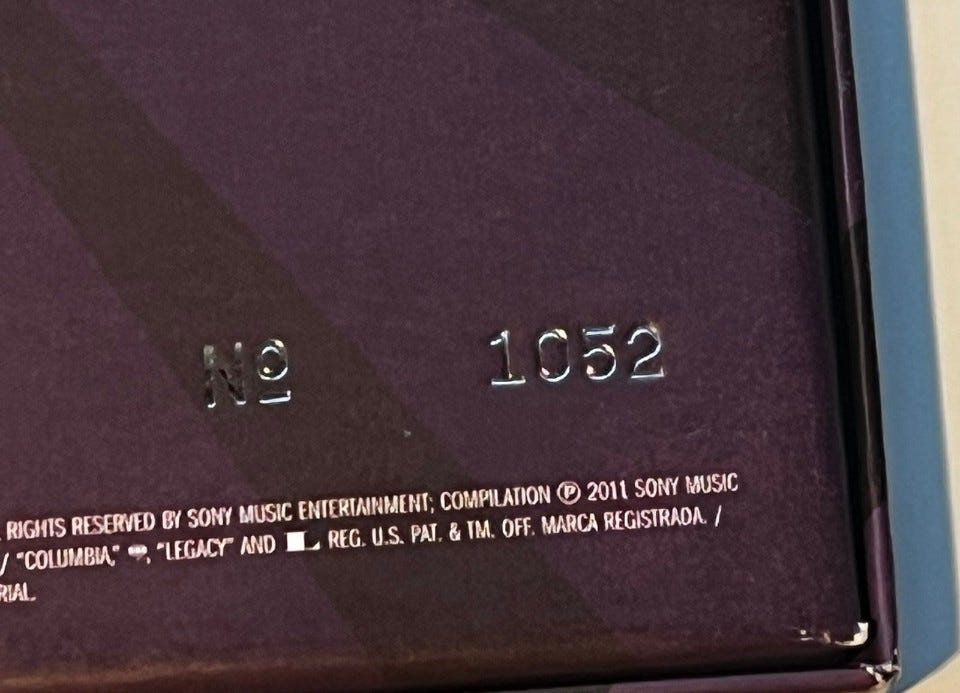 Nº 1052
RIGHTS RESERVED BY SONY MUSIC ENTERTAINMENT; COMPILATION ℗ 2011 SONY MUSIC
/ "COLUMBIA," , "LEGACY" AND L REG. U.S. PAT. & TM. OFF. MARCA REGISTRADA. /
RIAL.